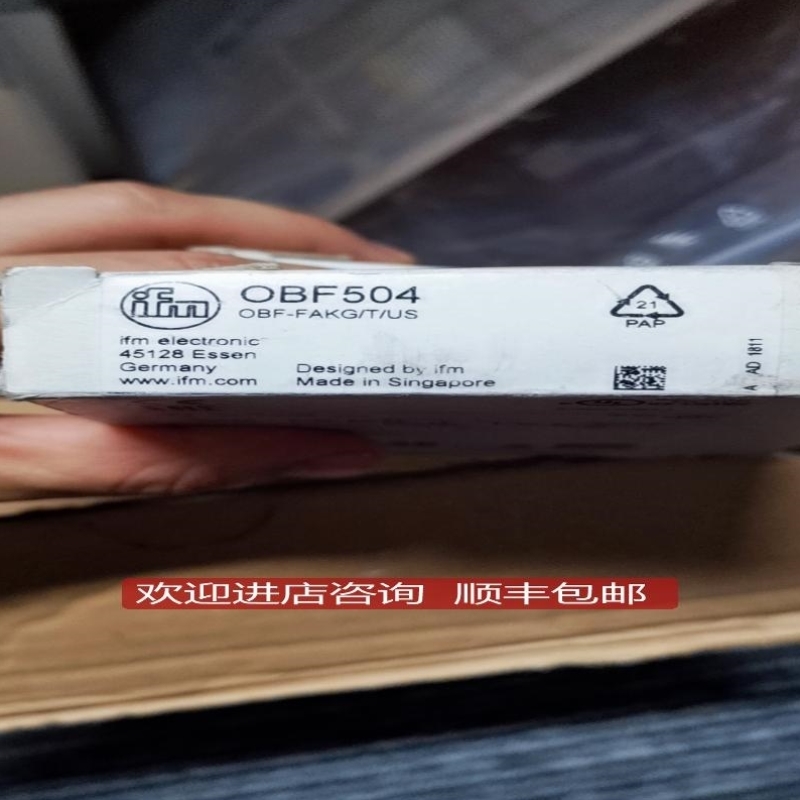 ifm
OBF504
OBF-FAKG/T/US
ifm electronic
45128 Essen
Germany
www.ifm.com
Designed by ifm
Made in Singapore
21
PAP
A AD 1811
欢迎进店咨询 顺丰包邮